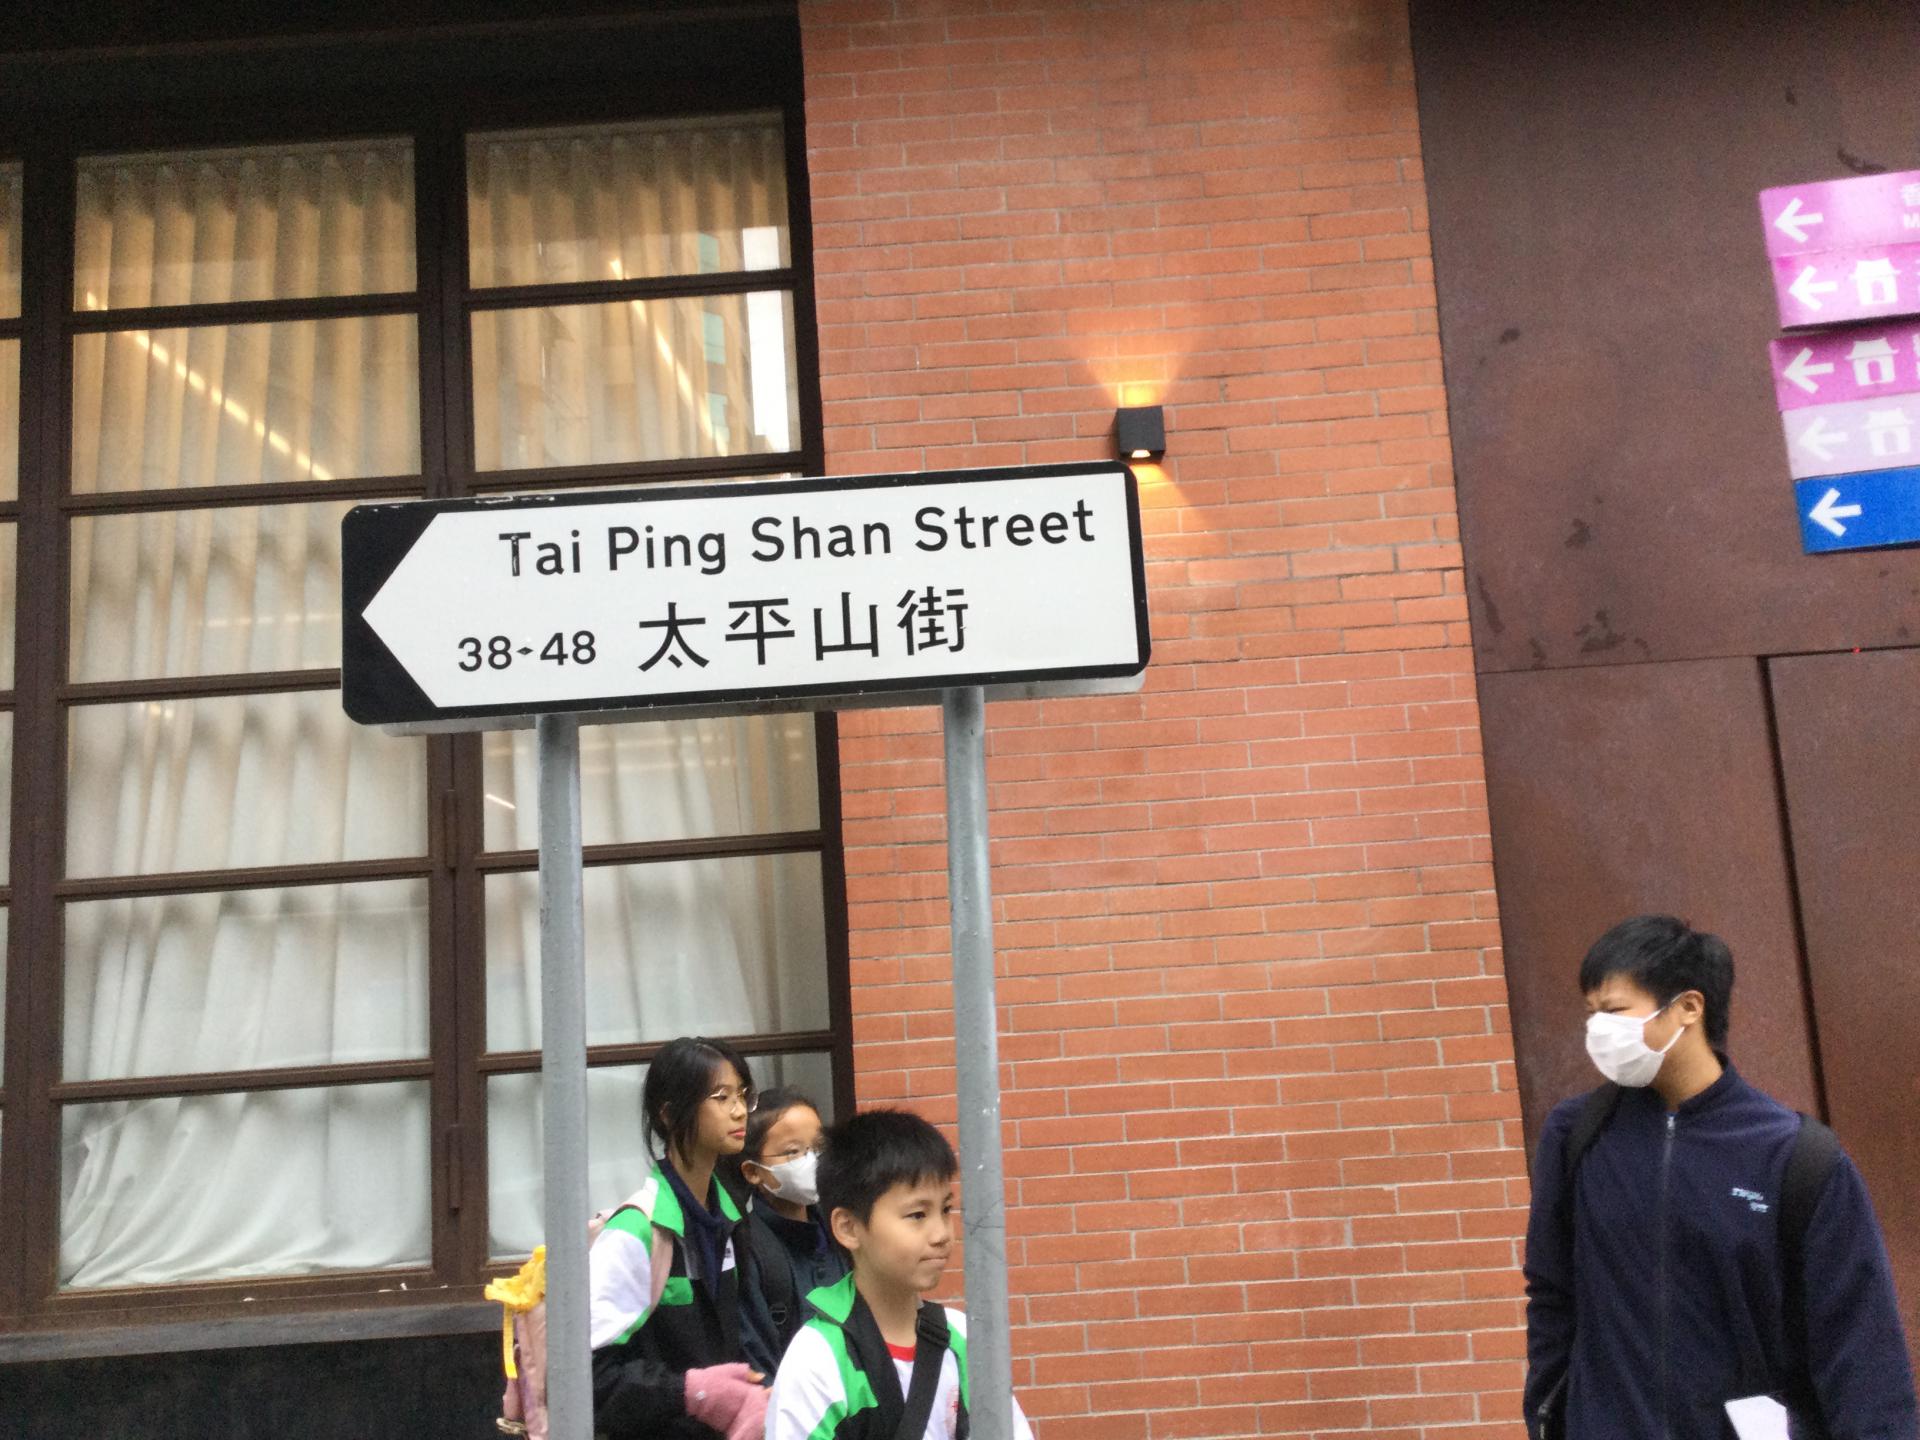 Tai Ping Shan Street
38-48 太平山街